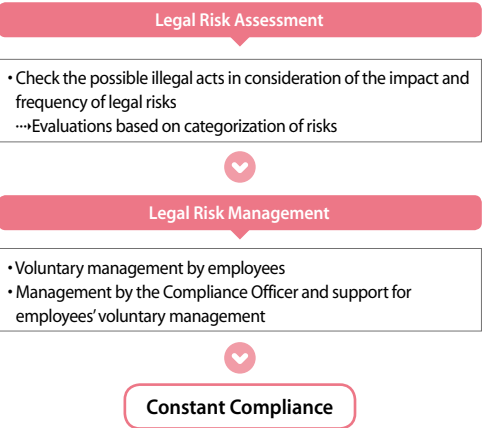 Legal Risk Assessment
• Check the possible illegal acts in consideration of the impact and
frequency of legal risks
⤑Evaluations based on categorization of risks
Legal Risk Management
• Voluntary management by employees
• Management by the Compliance Officer and support for
employees’ voluntary management
Constant Compliance